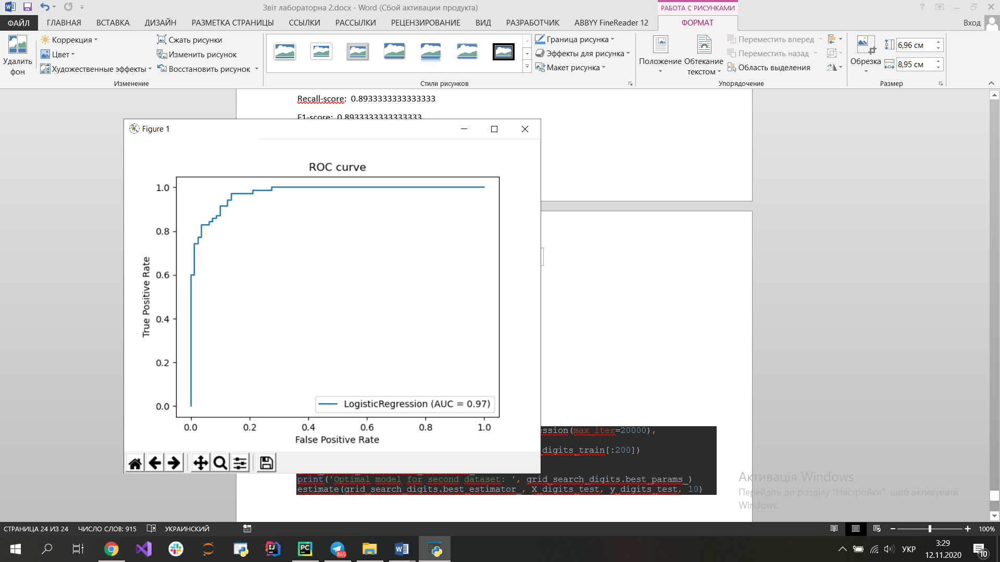 Звіт лабораторна 2.docx - Word (Сбой активации продукта)
РАБОТА С РИСУНКАМИ
ФАЙЛ ГЛАВНАЯ ВСТАВКА ДИЗАЙН РАЗМЕТКА СТРАНИЦЫ ССЫЛКИ РАССЫЛКИ РЕЦЕНЗИРОВАНИЕ ВИД РАЗРАБОТЧИК ABBYY FineReader 12 ФОРМАТ Вход
Удалить фон
Коррекция
Цвет
Художественные эффекты
Сжать рисунки
Изменить рисунок
Восстановить рисунок
Изменение
Стили рисунков
Граница рисунка
Эффекты для рисунка
Макет рисунка
Положение
Обтекание текстом
Переместить вперед
Переместить назад
Область выделения
Упорядочение
Обрезка
6,96 см
8,95 см
Размер
Recall-score: 0.8933333333333333
F1-score: 0.8933333333333333
Figure 1
ROC curve
True Positive Rate
1.0
0.8
0.6
0.4
0.2
0.0
LogisticRegression (AUC = 0.97)
0.0 0.2 0.4 0.6 0.8 1.0
False Positive Rate
ession(max_iter=20000),
_digits_train[:200])
print('Optimal model for second dataset: ', grid_search_digits.best_params_)
estimate(grid_search_digits.best_estimator_, X_digits_test, y_digits_test, 10)
Активація Windows
Перейдіть до розділу "Настройки", щоб активувати
Windows.
СТРАНИЦА 24 ИЗ 24 ЧИСЛО СЛОВ: 915 УКРАИНСКИЙ 100%
865
УКР
3:29
12.11.2020
10